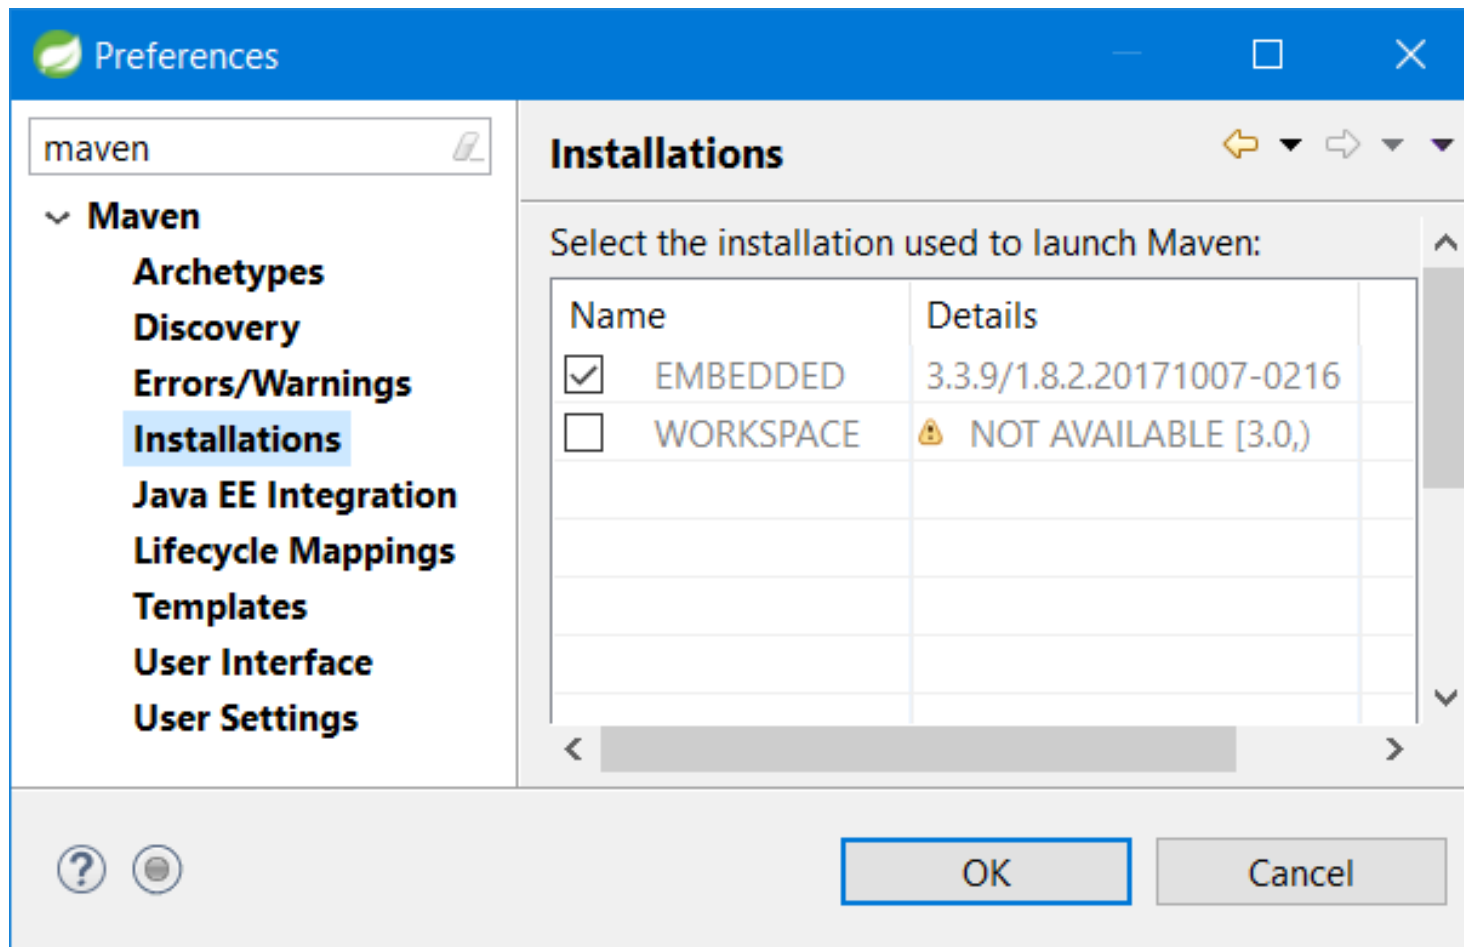 Preferences
maven
Maven
Archetypes
Discovery
Errors/Warnings
Installations
Java EE Integration
Lifecycle Mappings
Templates
User Interface
User Settings
Installations
Select the installation used to launch Maven:
Name Details
EMBEDDED 3.3.9/1.8.2.20171007-0216
WORKSPACE NOT AVAILABLE [3.0,)
OK Cancel